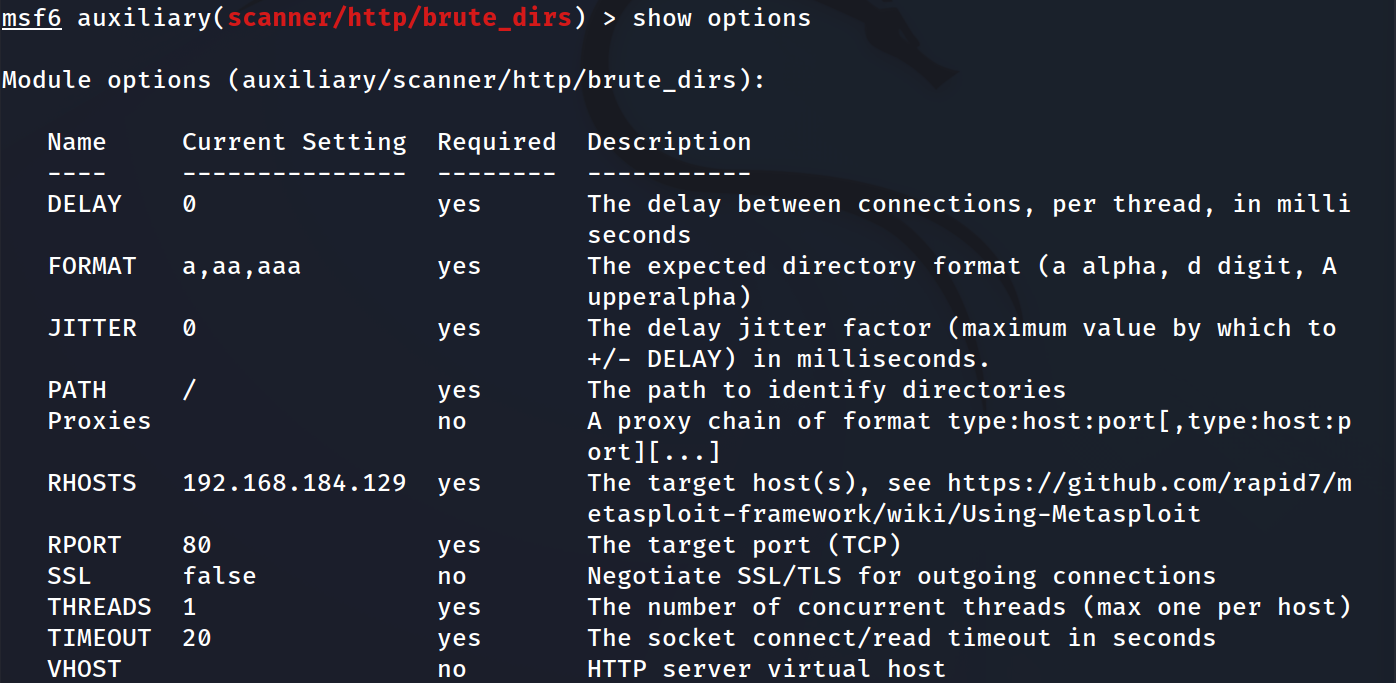 msf6 auxiliary(scanner/http/brute_dirs) > show options
Module options (auxiliary/scanner/http/brute_dirs):
Name Current Setting Required Description
---- --------------- -------- -----------
DELAY 0 yes The delay between connections, per thread, in milli
seconds
FORMAT a,aa,aaa yes The expected directory format (a alpha, d digit, A
upperalpha)
JITTER 0 yes The delay jitter factor (maximum value by which to
+/- DELAY) in milliseconds.
PATH / yes The path to identify directories
Proxies no A proxy chain of format type:host:port[,type:host:p
ort][...]
RHOSTS 192.168.184.129 yes The target host(s), see https://github.com/rapid7/m
etasploit-framework/wiki/Using-Metasploit
RPORT 80 yes The target port (TCP)
SSL false no Negotiate SSL/TLS for outgoing connections
THREADS 1 yes The number of concurrent threads (max one per host)
TIMEOUT 20 yes The socket connect/read timeout in seconds
VHOST no HTTP server virtual host